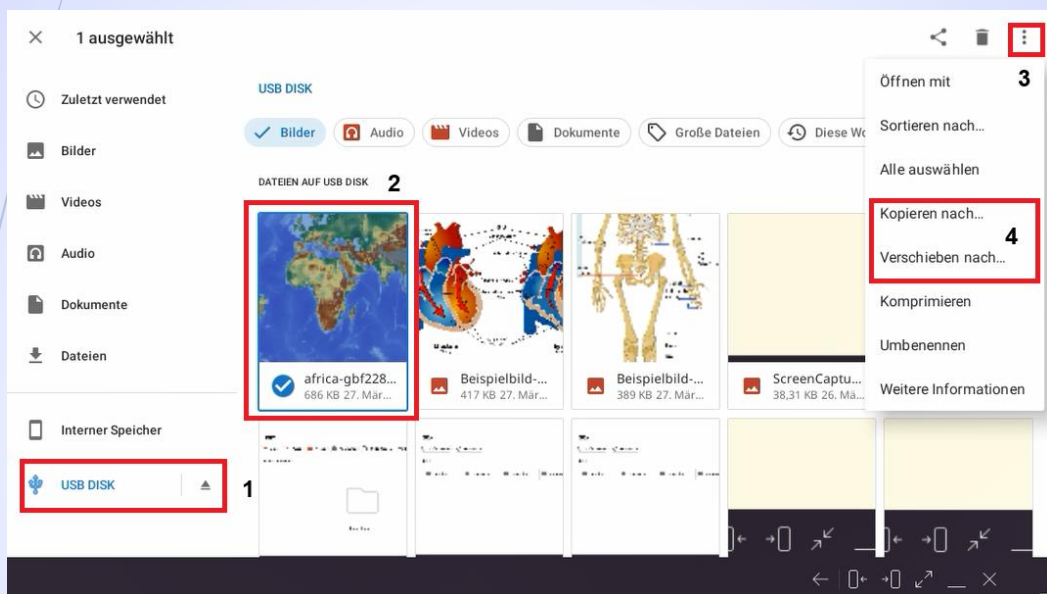 1 ausgewählt
3
Zuletzt verwendet
Bilder
Videos
Audio
Dokumente
Dateien
Interner Speicher
USB DISK
1
USB DISK
Bilder
Audio
Videos
Dokumente
Große Dateien
Diese
DATEIEN AUF USB DISK
2
africa-gbf228...
686 KB 27. Mär...
Beispielbild-...
417 KB 27. Mär...
Beispielbild-...
389 KB 27. Mär...
ScreenCaptu...
38,31 KB 26. Mä...
Öffnen mit
Sortieren nach...
Alle auswählen
Kopieren nach...
4
Verschieben nach...
Komprimieren
Umbenennen
Weitere Informationen